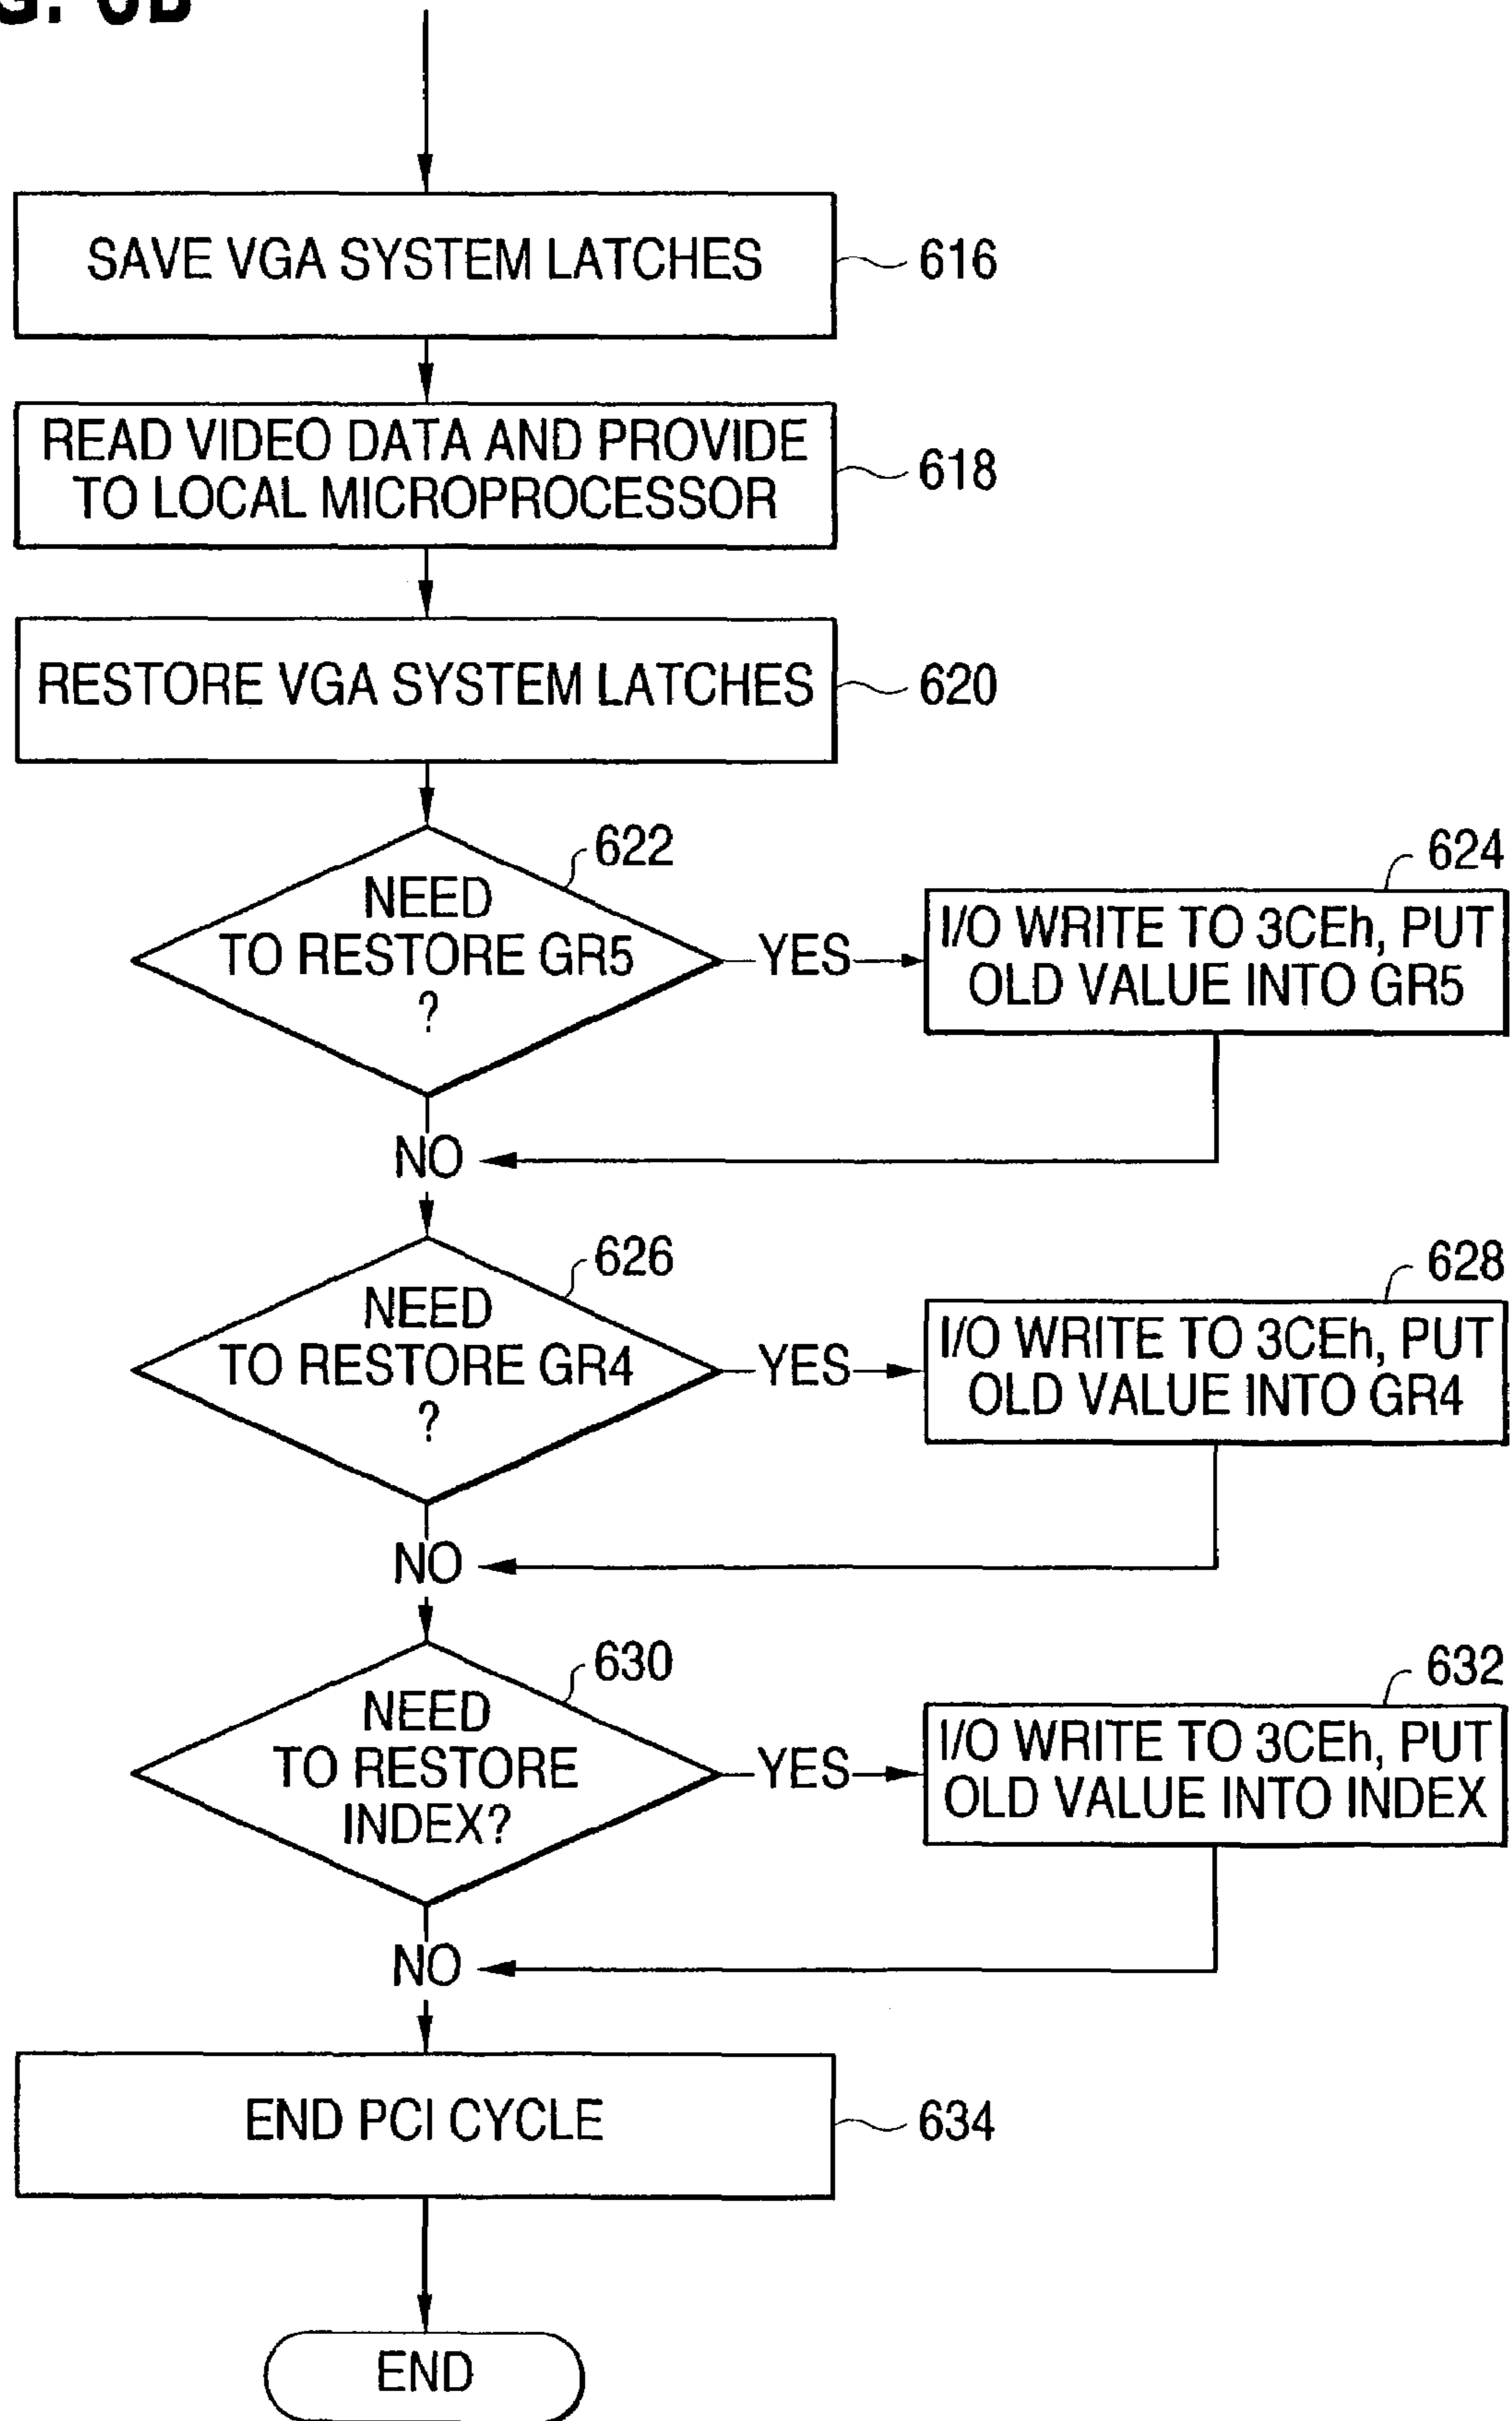 SAVE VGA SYSTEM LATCHES
616
READ VIDEO DATA AND PROVIDE
TO LOCAL MICROPROCESSOR
618
RESTORE VGA SYSTEM LATCHES
620
622
NEED
TO RESTORE GR5
?
YES
624
I/O WRITE TO 3CEh, PUT
OLD VALUE INTO GR5
NO
626
NEED
TO RESTORE GR4
?
YES
628
I/O WRITE TO 3CEh, PUT
OLD VALUE INTO GR4
NO
630
NEED
TO RESTORE
INDEX?
YES
632
I/O WRITE TO 3CEh, PUT
OLD VALUE INTO INDEX
NO
END PCI CYCLE
634
END